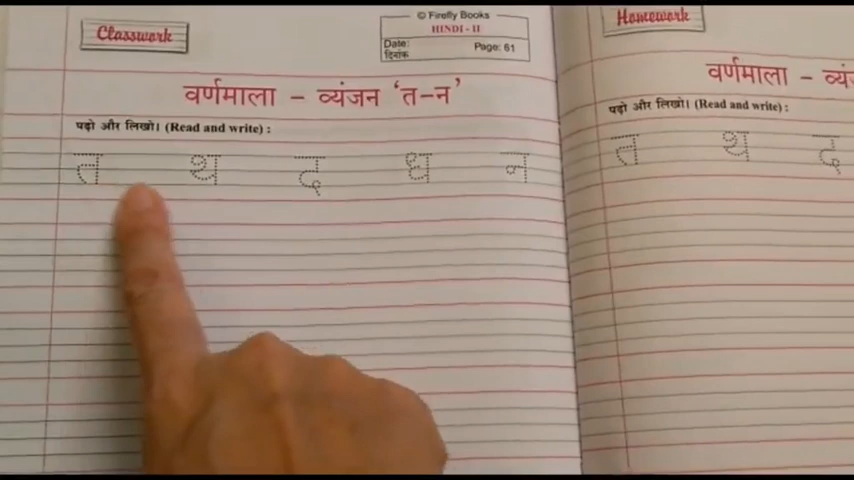 Classwork
© Firefly Books
HINDI - II
Date:
दिनांक
Page: 61
वर्णमाला – व्यंजन ‘त–न’
पढ़ो और लिखो। (Read and write) :
त थ द ध न
Homework
वर्णमाला – व्यं
पढ़ो और लिखो। (Read and write) :
त थ द